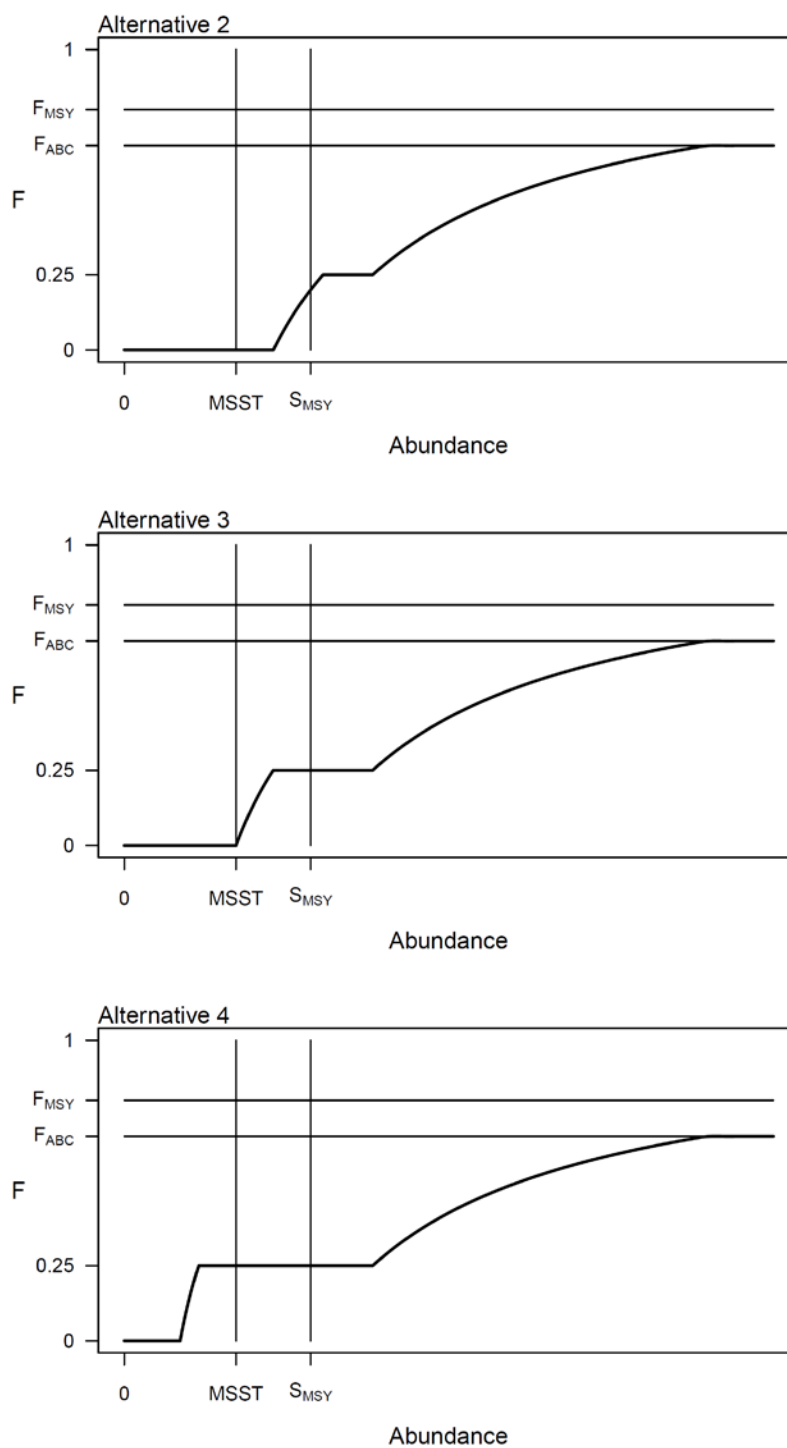 Alternative 2
1
FMSY
FABC
F
0.25
0
0 MSST SMSY
Abundance
Alternative 3
1
FMSY
FABC
F
0.25
0
0 MSST SMSY
Abundance
Alternative 4
1
FMSY
FABC
F
0.25
0
0 MSST SMSY
Abundance